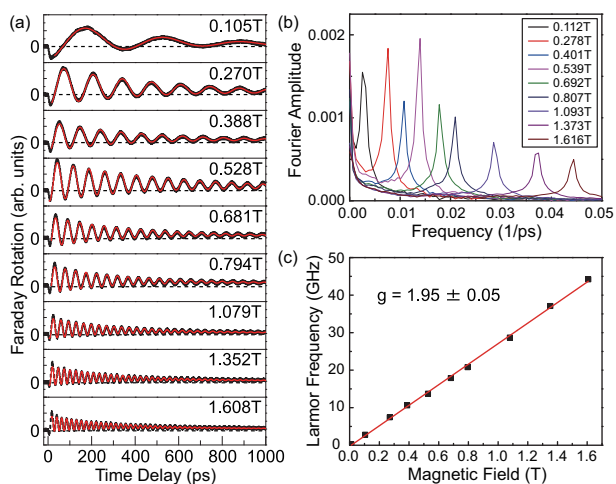 (a)
0.105T
0.270T
0.388T
0.528T
0.681T
0.794T
1.079T
1.352T
1.608T
0
0
0
0
0
0
0
0
0
Faraday Rotation (arb. units)
0 200 400 600 800 1000
Time Delay (ps)
(b)
0.112T
0.278T
0.401T
0.539T
0.692T
0.807T
1.093T
1.373T
1.616T
0.002
0.001
0.000
Fourier Amplitude
0.00 0.01 0.02 0.03 0.04 0.05
Frequency (1/ps)
(c)
g = 1.95 ± 0.05
50
40
30
20
10
0
Larmor Frequency (GHz)
0.0 0.2 0.4 0.6 0.8 1.0 1.2 1.4 1.6
Magnetic Field (T)